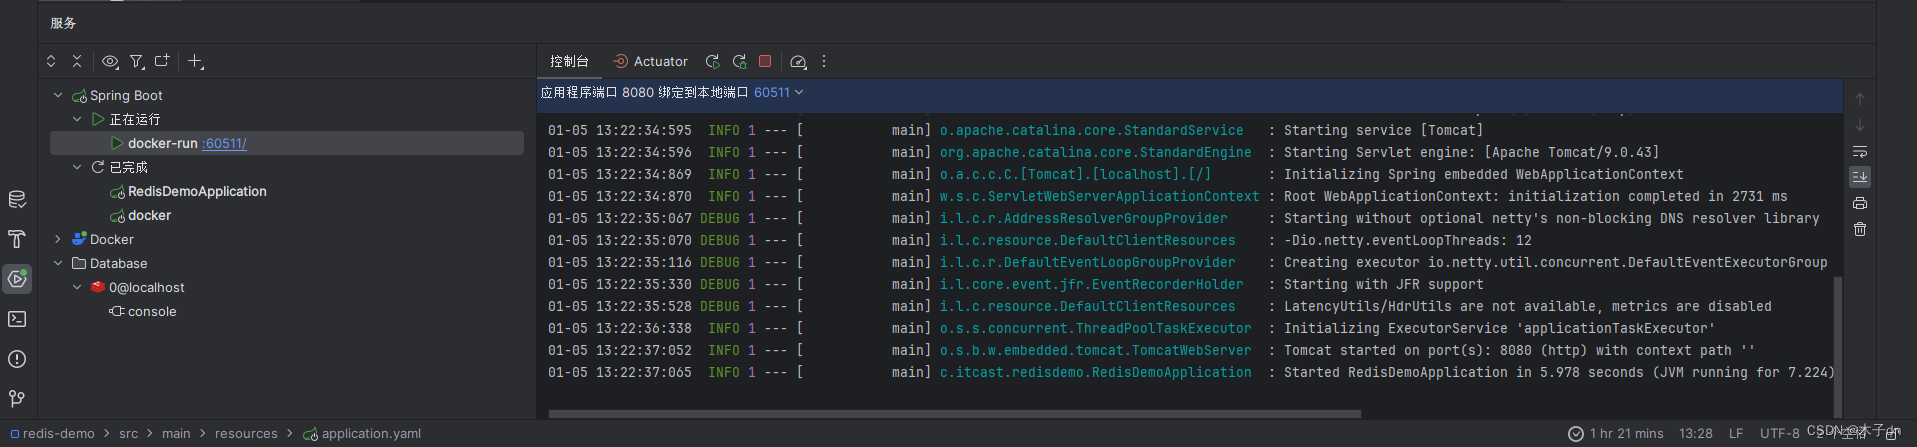 服务
控制台 Actuator
Spring Boot
正在运行
docker-run :60511/
已完成
RedisDemoApplication
docker
Docker
Database
0@localhost
console
应用程序端口 8080 绑定到本地端口 60511
01-05 13:22:34:595  INFO 1 --- [           main] o.apache.catalina.core.StandardService   : Starting service [Tomcat]
01-05 13:22:34:596  INFO 1 --- [           main] org.apache.catalina.core.StandardEngine  : Starting Servlet engine: [Apache Tomcat/9.0.43]
01-05 13:22:34:869  INFO 1 --- [           main] o.a.c.c.C.[Tomcat].[localhost].[/]       : Initializing Spring embedded WebApplicationContext
01-05 13:22:34:870  INFO 1 --- [           main] w.s.c.ServletWebServerApplicationContext : Root WebApplicationContext: initialization completed in 2731 ms
01-05 13:22:35:067 DEBUG 1 --- [           main] i.l.c.r.AddressResolverGroupProvider     : Starting without optional netty's non-blocking DNS resolver library
01-05 13:22:35:070 DEBUG 1 --- [           main] i.l.c.resource.DefaultClientResources    : -Dio.netty.eventLoopThreads: 12
01-05 13:22:35:116 DEBUG 1 --- [           main] i.l.c.r.DefaultEventLoopGroupProvider    : Creating executor io.netty.util.concurrent.DefaultEventExecutorGroup
01-05 13:22:35:330 DEBUG 1 --- [           main] i.l.core.event.jfr.EventRecorderHolder   : Starting with JFR support
01-05 13:22:35:528 DEBUG 1 --- [           main] i.l.c.resource.DefaultClientResources    : LatencyUtils/HdrUtils are not available, metrics are disabled
01-05 13:22:36:338  INFO 1 --- [           main] o.s.s.concurrent.ThreadPoolTaskExecutor  : Initializing ExecutorService 'applicationTaskExecutor'
01-05 13:22:37:052  INFO 1 --- [           main] o.s.b.w.embedded.tomcat.TomcatWebServer  : Tomcat started on port(s): 8080 (http) with context path ''
01-05 13:22:37:065  INFO 1 --- [           main] c.itcast.redisdemo.RedisDemoApplication  : Started RedisDemoApplication in 5.978 seconds (JVM running for 7.224)
redis-demo > src > main > resources > application.yaml 1 hr 21 mins 13:28 LF UTF-8 2 个空格
CSDN @木子dn